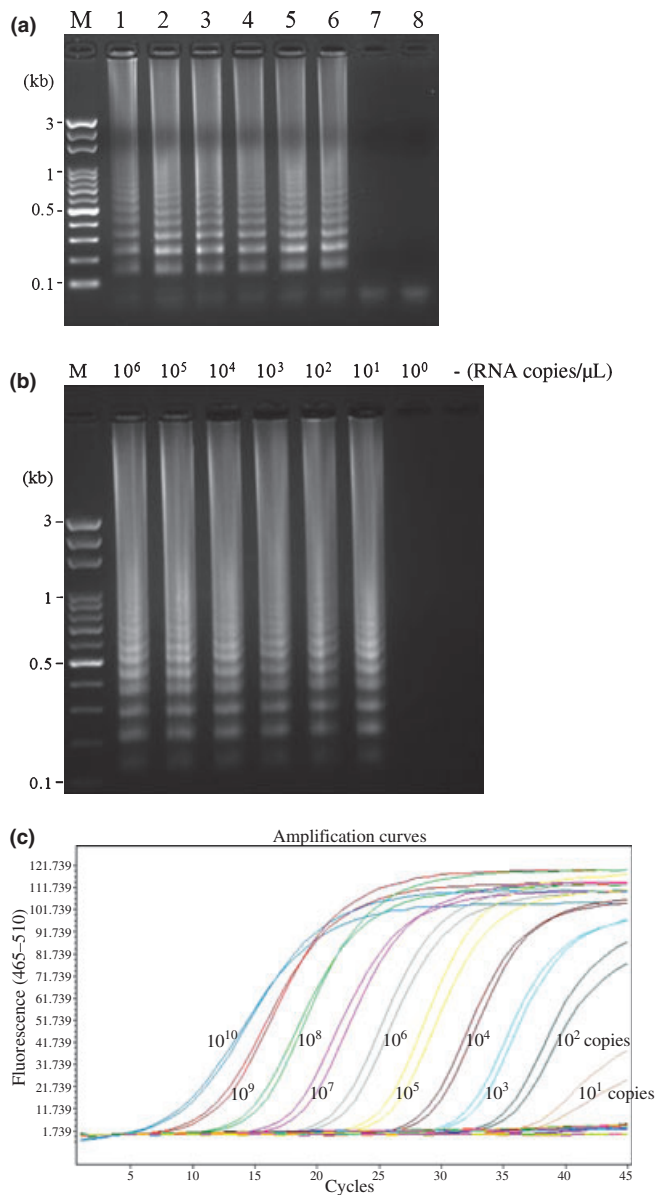 (a)
M 1 2 3 4 5 6 7 8
(kb)
3
1
0.5
0.1
(b)
M 10⁶ 10⁵ 10⁴ 10³ 10² 10¹ 10⁰ - (RNA copies/µL)
(kb)
3
1
0.5
0.1
(c)
Amplification curves
Fluorescence (465–510)
121.739
111.739
101.739
91.739
81.739
71.739
61.739
51.739
41.739
31.739
21.739
11.739
1.739
10¹⁰
10⁹
10⁸
10⁷
10⁶
10⁵
10⁴
10³
10² copies
10¹ copies
5 10 15 20 25 30 35 40 45
Cycles